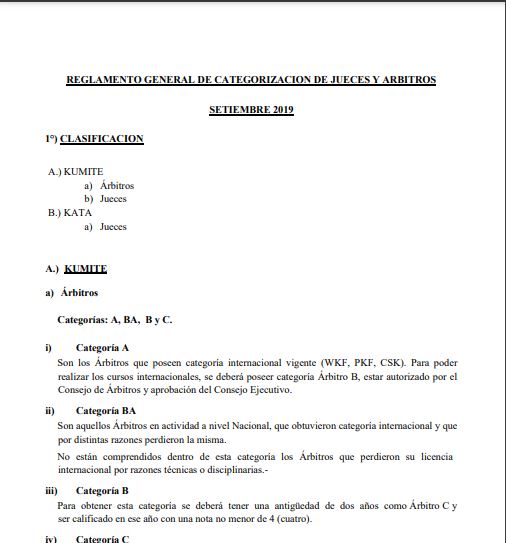 REGLAMENTO GENERAL DE CATEGORIZACION DE JUECES Y ARBITROS
SETIEMBRE 2019
1º) CLASIFICACION
A.) KUMITE
a) Árbitros
b) Jueces
B.) KATA
a) Jueces
A.) KUMITE
a) Árbitros
Categorías: A, BA, B y C.
i) Categoría A
Son los Árbitros que poseen categoría internacional vigente (WKF, PKF, CSK). Para poder
realizar los cursos internacionales, se deberá poseer categoría Árbitro B, estar autorizado por el
Consejo de Árbitros y aprobación del Consejo Ejecutivo.
ii) Categoría BA
Son aquellos Árbitros en actividad a nivel Nacional, que obtuvieron categoría internacional y que
por distintas razones perdieron la misma.
No están comprendidos dentro de esta categoría los Árbitros que perdieron su licencia
internacional por razones técnicas o disciplinarias.-
iii) Categoría B
Para obtener esta categoría se deberá tener una antigüedad de dos años como Árbitro C y
ser calificado en ese año con una nota no menor de 4 (cuatro).
iv) Categoría C